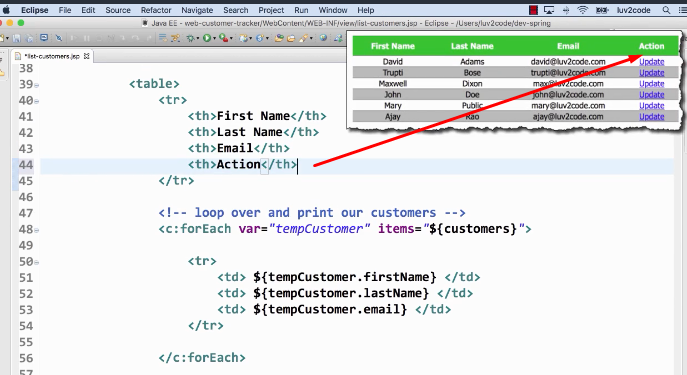 Eclipse File Edit Source Refactor Navigate Search Project Run Window Help luv2code
Java EE - web-customer-tracker/WebContent/WEB-INF/view/list-customers.jsp - Eclipse - /Users/luv2code/dev-spring
*list-customers.jsp
First Name Last Name Email Action
David Adams david@luv2code.com Update
Trupti Bose trupti@luv2code.com Update
Maxwell Dixon max@luv2code.com Update
John Doe john@luv2code.com Update
Mary Public mary@luv2code.com Update
Ajay Rao ajay@luv2code.com Update
38
39 <table>
40 <tr>
41 <th>First Name</th>
42 <th>Last Name</th>
43 <th>Email</th>
44 <th>Action</th>
45 </tr>
46
47 <!-- loop over and print our customers -->
48 <c:forEach var="tempCustomer" items="${customers}">
49
50 <tr>
51 <td> ${tempCustomer.firstName} </td>
52 <td> ${tempCustomer.lastName} </td>
53 <td> ${tempCustomer.email} </td>
54 </tr>
55
56 </c:forEach>
57